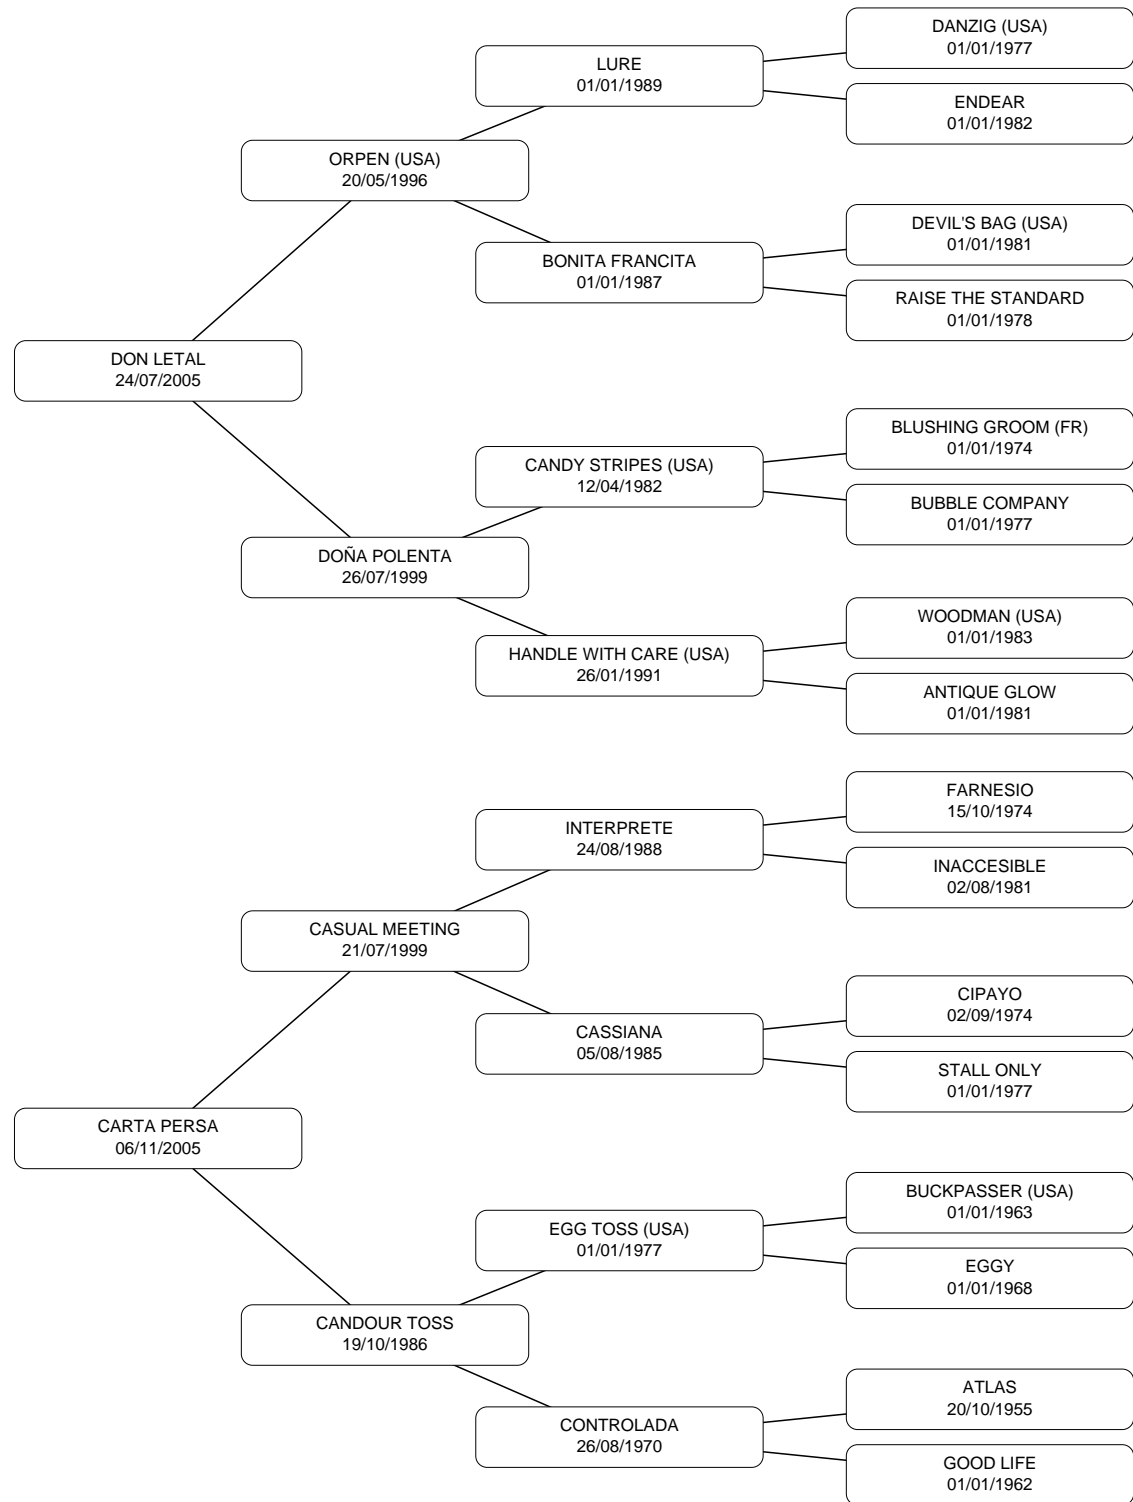 DANZIG (USA)
01/01/1977
LURE
01/01/1989
ENDEAR
01/01/1982
ORPEN (USA)
20/05/1996
DEVIL'S BAG (USA)
01/01/1981
BONITA FRANCITA
01/01/1987
RAISE THE STANDARD
01/01/1978
DON LETAL
24/07/2005
BLUSHING GROOM (FR)
01/01/1974
CANDY STRIPES (USA)
12/04/1982
BUBBLE COMPANY
01/01/1977
DOÑA POLENTA
26/07/1999
WOODMAN (USA)
01/01/1983
HANDLE WITH CARE (USA)
26/01/1991
ANTIQUE GLOW
01/01/1981
FARNESIO
15/10/1974
INTERPRETE
24/08/1988
INACCESIBLE
02/08/1981
CASUAL MEETING
21/07/1999
CIPAYO
02/09/1974
CASSIANA
05/08/1985
STALL ONLY
01/01/1977
CARTA PERSA
06/11/2005
BUCKPASSER (USA)
01/01/1963
EGG TOSS (USA)
01/01/1977
EGGY
01/01/1968
CANDOUR TOSS
19/10/1986
ATLAS
20/10/1955
CONTROLADA
26/08/1970
GOOD LIFE
01/01/1962